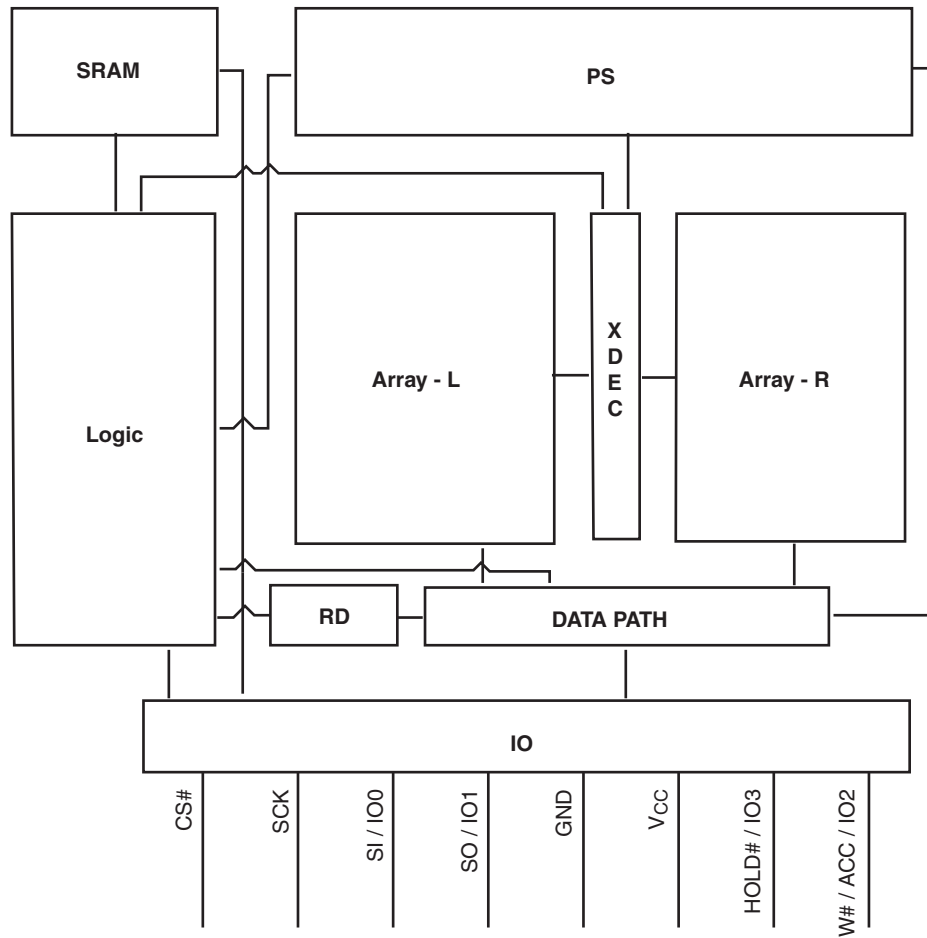 SRAM
PS
X
D
E
C
Array - L
Array - R
Logic
RD
DATA PATH
IO
CS#
SCK
SI / IO0
SO / IO1
GND
VCC
HOLD# / IO3
W# / ACC / IO2